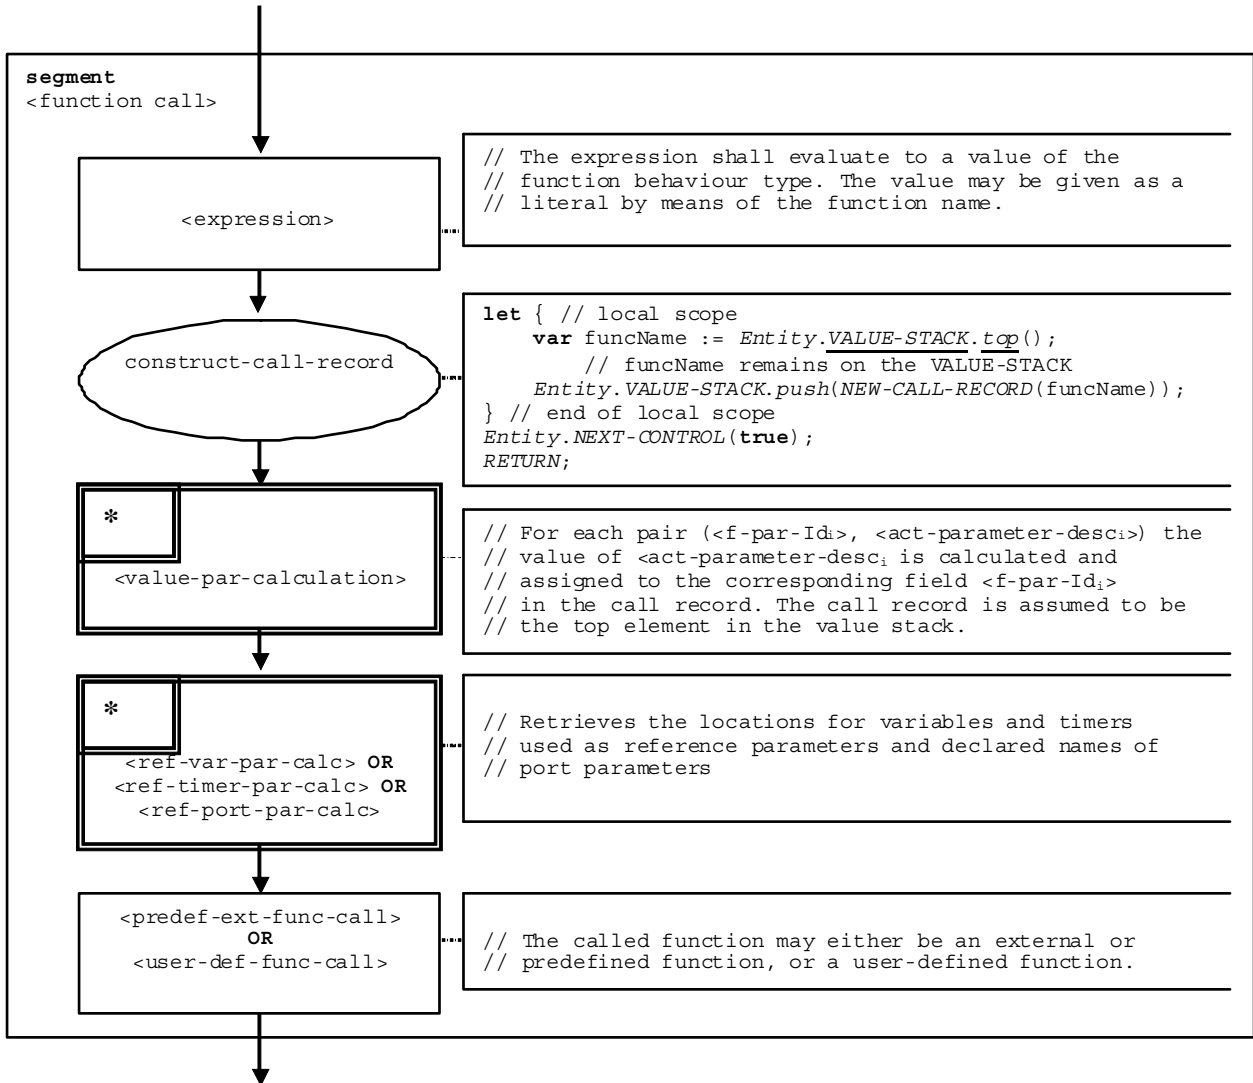 segment
<function call>
<expression>
// The expression shall evaluate to a value of the
// function behaviour type. The value may be given as a
// literal by means of the function name.
construct-call-record
let { // local scope
var funcName := Entity.VALUE-STACK.top();
// funcName remains on the VALUE-STACK
Entity.VALUE-STACK.push(NEW-CALL-RECORD(funcName));
} // end of local scope
Entity.NEXT-CONTROL(true);
RETURN;
*
<value-par-calculation>
// For each pair (<f-par-Idᵢ>, <act-parameter-descᵢ>) the
// value of <act-parameter-descᵢ is calculated and
// assigned to the corresponding field <f-par-Idᵢ>
// in the call record. The call record is assumed to be
// the top element in the value stack.
*
<ref-var-par-calc> OR
<ref-timer-par-calc> OR
<ref-port-par-calc>
// Retrieves the locations for variables and timers
// used as reference parameters and declared names of
// port parameters
<predef-ext-func-call>
OR
<user-def-func-call>
// The called function may either be an external or
// predefined function, or a user-defined function.